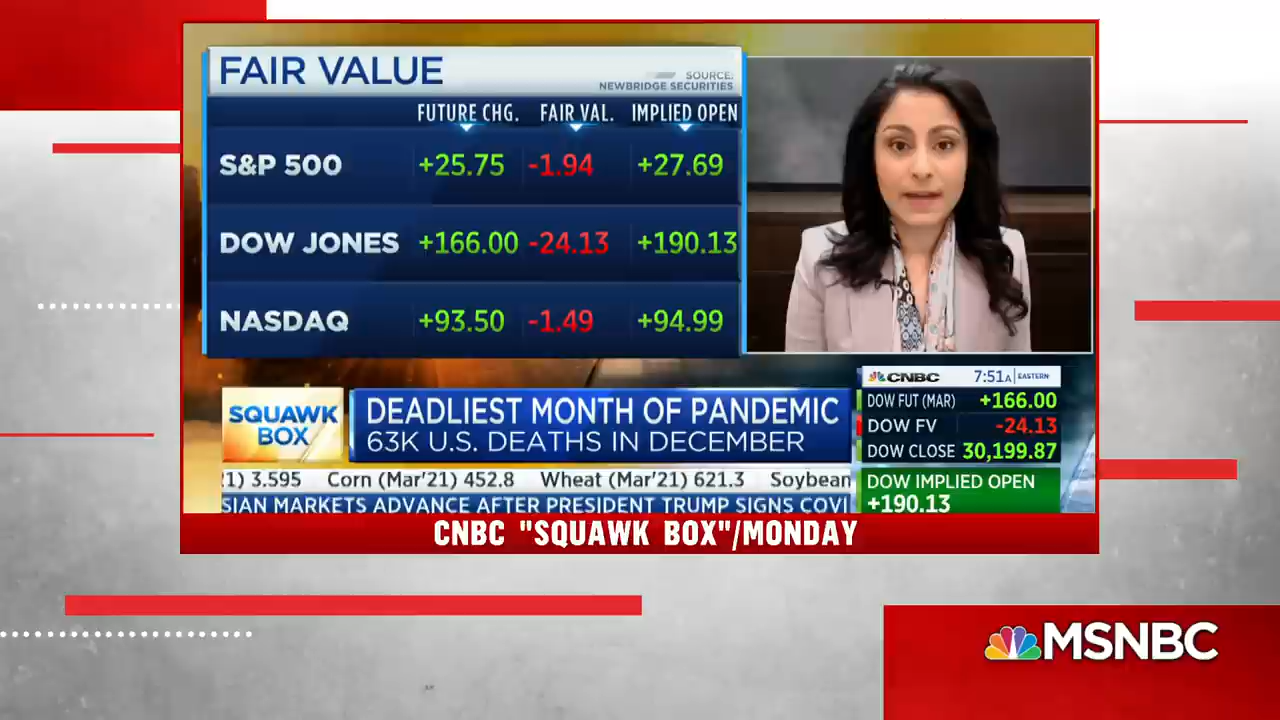 FAIR VALUE
SOURCE:
NEWBRIDGE SECURITIES
FUTURE CHG. FAIR VAL. IMPLIED OPEN
S&P 500 +25.75 -1.94 +27.69
DOW JONES +166.00 -24.13 +190.13
NASDAQ +93.50 -1.49 +94.99
CNBC 7:51A EASTERN
SQUAWK BOX
DEADLIEST MONTH OF PANDEMIC
63K U.S. DEATHS IN DECEMBER
DOW FUT (MAR) +166.00
DOW FV -24.13
DOW CLOSE 30,199.87
DOW IMPLIED OPEN
+190.13
1) 3.595 Corn (Mar'21) 452.8 Wheat (Mar'21) 621.3 Soybean
SIAN MARKETS ADVANCE AFTER PRESIDENT TRUMP SIGNS COVI
CNBC "SQUAWK BOX"/MONDAY
MSNBC